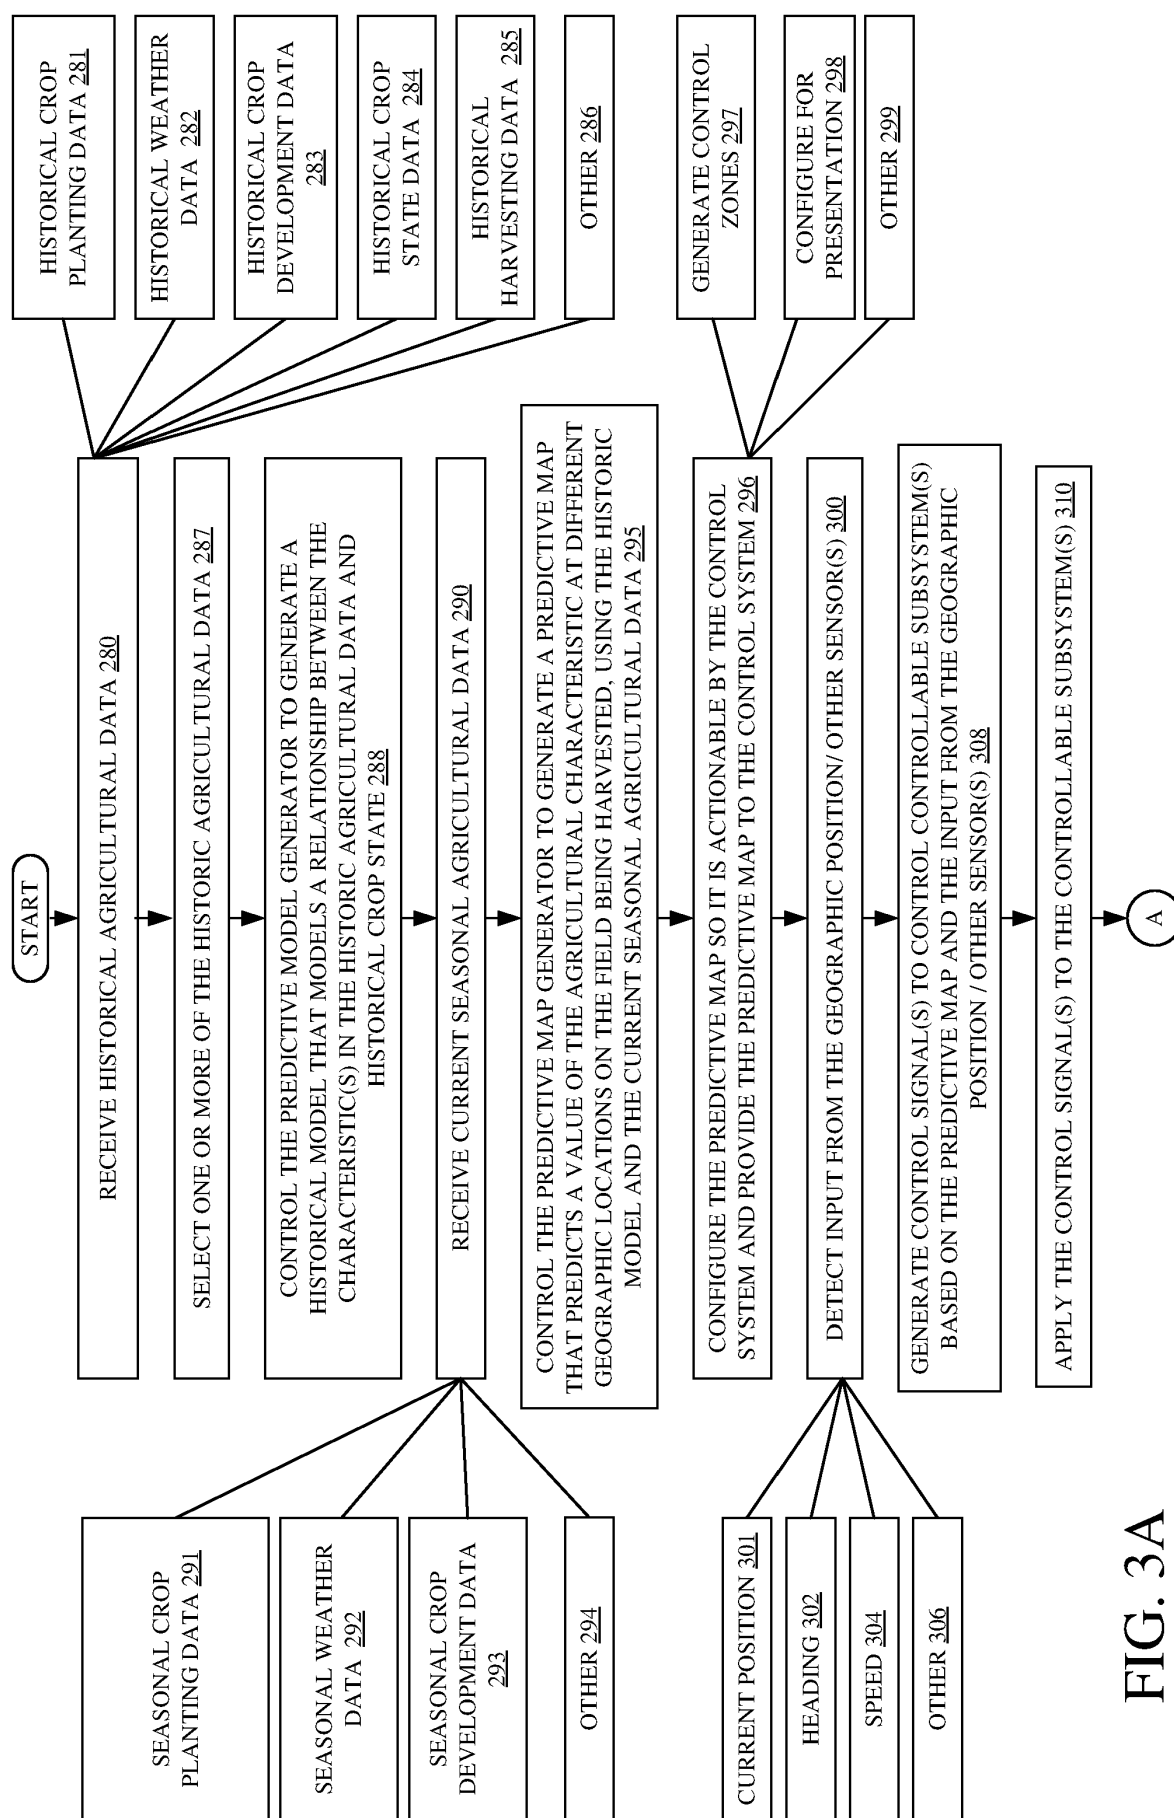 START
RECEIVE HISTORICAL AGRICULTURAL DATA 280
HISTORICAL CROP
PLANTING DATA 281
HISTORICAL WEATHER
DATA 282
HISTORICAL CROP
DEVELOPMENT DATA
283
HISTORICAL CROP
STATE DATA 284
HISTORICAL
HARVESTING DATA 285
OTHER 286
SELECT ONE OR MORE OF THE HISTORIC AGRICULTURAL DATA 287
CONTROL THE PREDICTIVE MODEL GENERATOR TO GENERATE A
HISTORICAL MODEL THAT MODELS A RELATIONSHIP BETWEEN THE
CHARACTERISTIC(S) IN THE HISTORIC AGRICULTURAL DATA AND
HISTORICAL CROP STATE 288
RECEIVE CURRENT SEASONAL AGRICULTURAL DATA 290
SEASONAL CROP
PLANTING DATA 291
SEASONAL WEATHER
DATA 292
SEASONAL CROP
DEVELOPMENT DATA
293
OTHER 294
CONTROL THE PREDICTIVE MAP GENERATOR TO GENERATE A PREDICTIVE MAP
THAT PREDICTS A VALUE OF THE AGRICULTURAL CHARACTERISTIC AT DIFFERENT
GEOGRAPHIC LOCATIONS ON THE FIELD BEING HARVESTED, USING THE HISTORIC
MODEL AND THE CURRENT SEASONAL AGRICULTURAL DATA 295
CONFIGURE THE PREDICTIVE MAP SO IT IS ACTIONABLE BY THE CONTROL
SYSTEM AND PROVIDE THE PREDICTIVE MAP TO THE CONTROL SYSTEM 296
GENERATE CONTROL
ZONES 297
CONFIGURE FOR
PRESENTATION 298
OTHER 299
DETECT INPUT FROM THE GEOGRAPHIC POSITION/ OTHER SENSOR(S) 300
CURRENT POSITION 301
HEADING 302
SPEED 304
OTHER 306
GENERATE CONTROL SIGNAL(S) TO CONTROL CONTROLLABLE SUBSYSTEM(S)
BASED ON THE PREDICTIVE MAP AND THE INPUT FROM THE GEOGRAPHIC
POSITION / OTHER SENSOR(S) 308
APPLY THE CONTROL SIGNAL(S) TO THE CONTROLLABLE SUBSYSTEM(S) 310
A
FIG. 3A